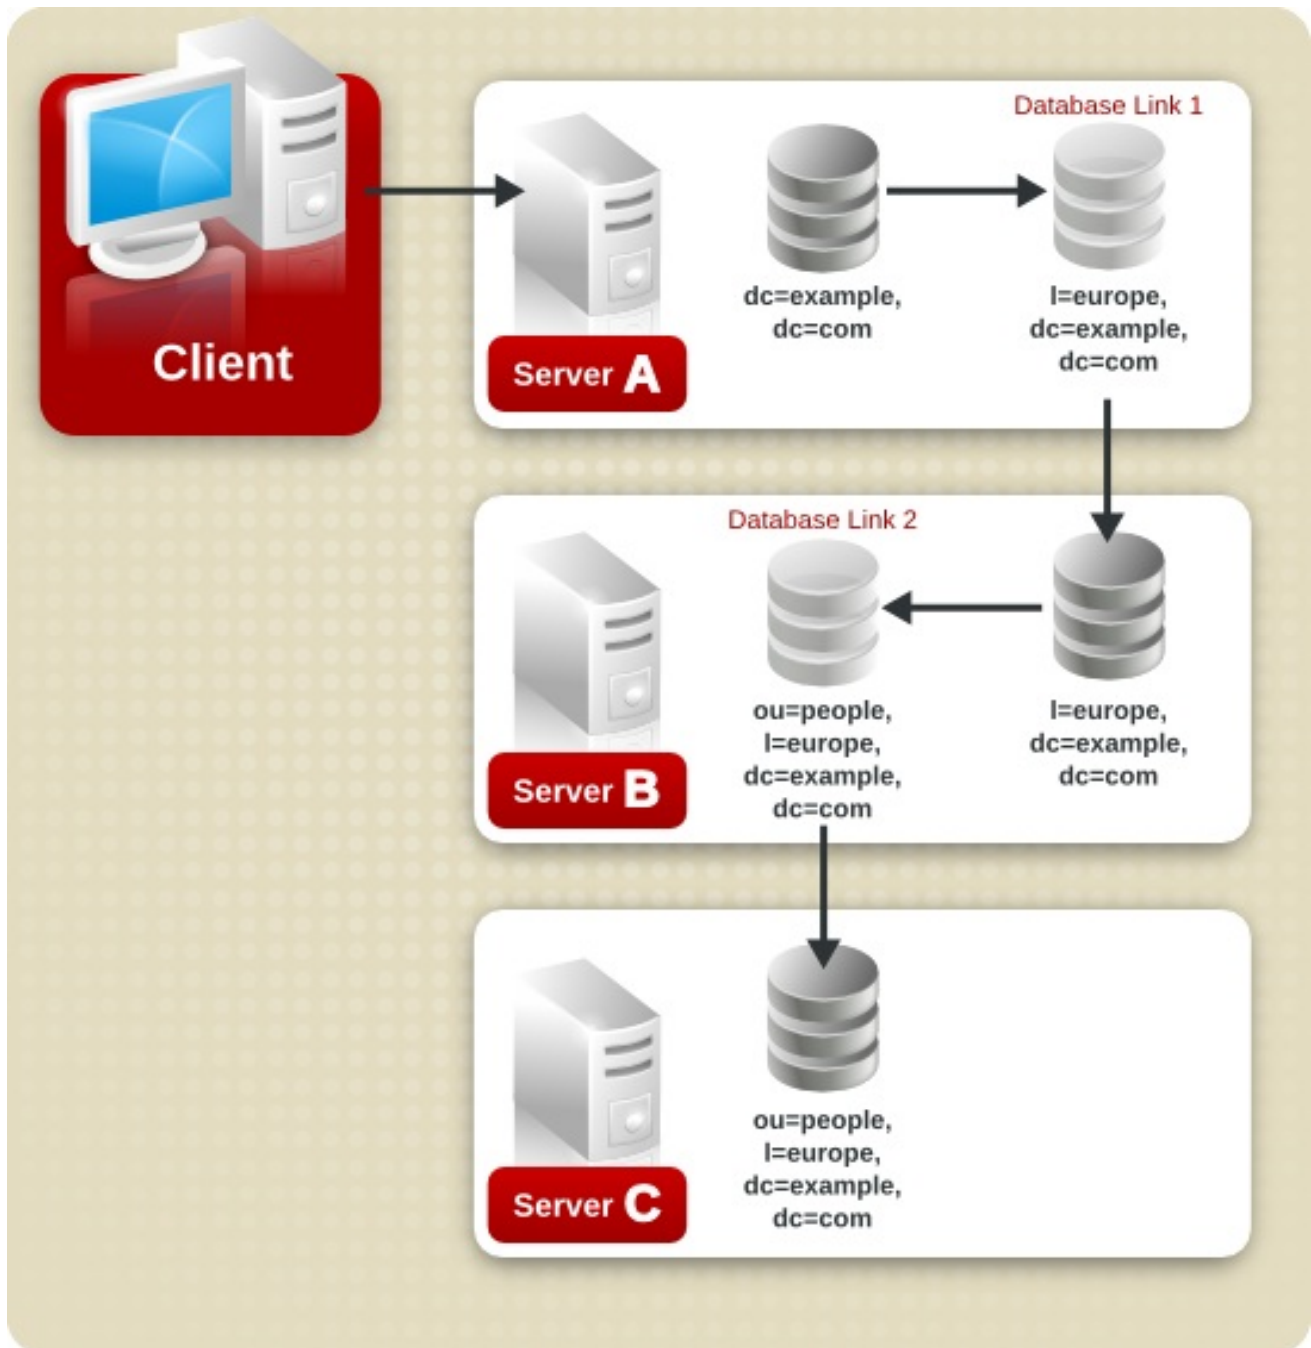 Client
Database Link 1
dc=example,
dc=com
l=europe,
dc=example,
dc=com
Server A
Database Link 2
ou=people,
l=europe,
dc=example,
dc=com
l=europe,
dc=example,
dc=com
Server B
ou=people,
l=europe,
dc=example,
dc=com
Server C